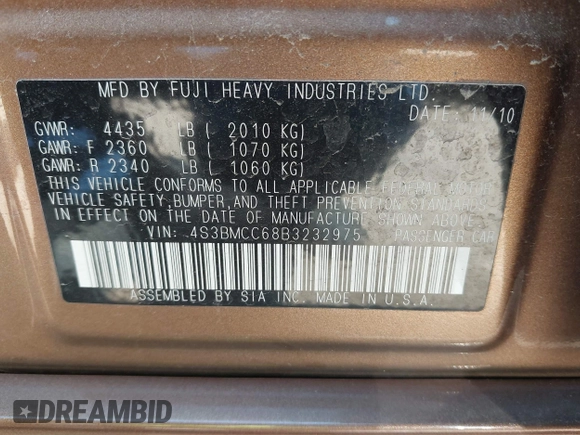 MFD BY FUJI HEAVY INDUSTRIES LTD.
DATE: 11/10
GVWR: 4435 LB ( 2010 KG)
GAWR: F 2360 LB ( 1070 KG)
GAWR: R 2340 LB ( 1060 KG)
THIS VEHICLE CONFORMS TO ALL APPLICABLE FEDERAL MOTOR
VEHICLE SAFETY, BUMPER, AND THEFT PREVENTION STANDARDS
IN EFFECT ON THE DATE OF MANUFACTURE SHOWN ABOVE.
VIN: 4S3BMCC68B3232975 PASSENGER CAR
ASSEMBLED BY SIA INC. MADE IN U.S.A.
DREAMBID